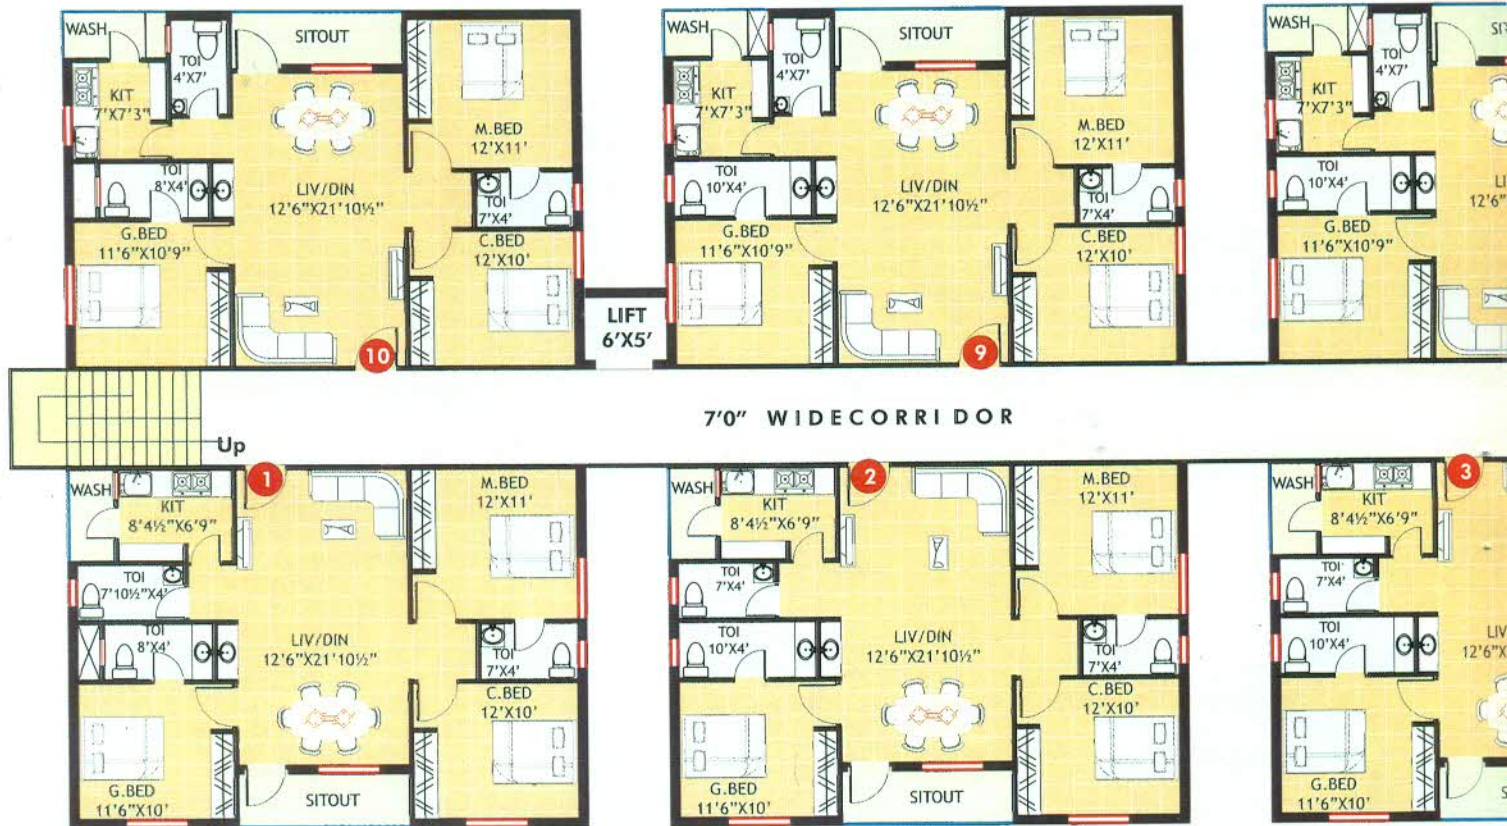 WASH
TOI
4'X7'
SITOUT
KIT
7'X7'3"
M.BED
12'X11'
TOI
8'X4'
LIV/DIN
12'6"X21'10½"
TOI
7'X4'
G.BED
11'6"X10'9"
C.BED
12'X10'
10
LIFT
6'X5'
WASH
TOI
4'X7'
SITOUT
KIT
7'X7'3"
M.BED
12'X11'
TOI
10'X4'
LIV/DIN
12'6"X21'10½"
TOI
7'X4'
G.BED
11'6"X10'9"
C.BED
12'X10'
9
WASH
TOI
4'X7'
KIT
7'X7'3"
TOI
10'X4'
12'6"
G.BED
11'6"X10'9"
7'0" WIDECORRI DOR
Up
1
WASH
KIT
8'4½"X6'9"
M.BED
12'X11'
TOI
7'10½"X4'
TOI
8'X4'
LIV/DIN
12'6"X21'10½"
TOI
7'X4'
C.BED
12'X10'
G.BED
11'6"X10'
SITOUT
2
WASH
KIT
8'4½"X6'9"
M.BED
12'X11'
TOI
7'X4'
TOI
10'X4'
LIV/DIN
12'6"X21'10½"
TOI
7'X4'
C.BED
12'X10'
G.BED
11'6"X10'
SITOUT
3
WASH
KIT
8'4½"X6'9"
TOI
7'X4'
TOI
10'X4'
LIV
12'6"X
G.BED
11'6"X10'